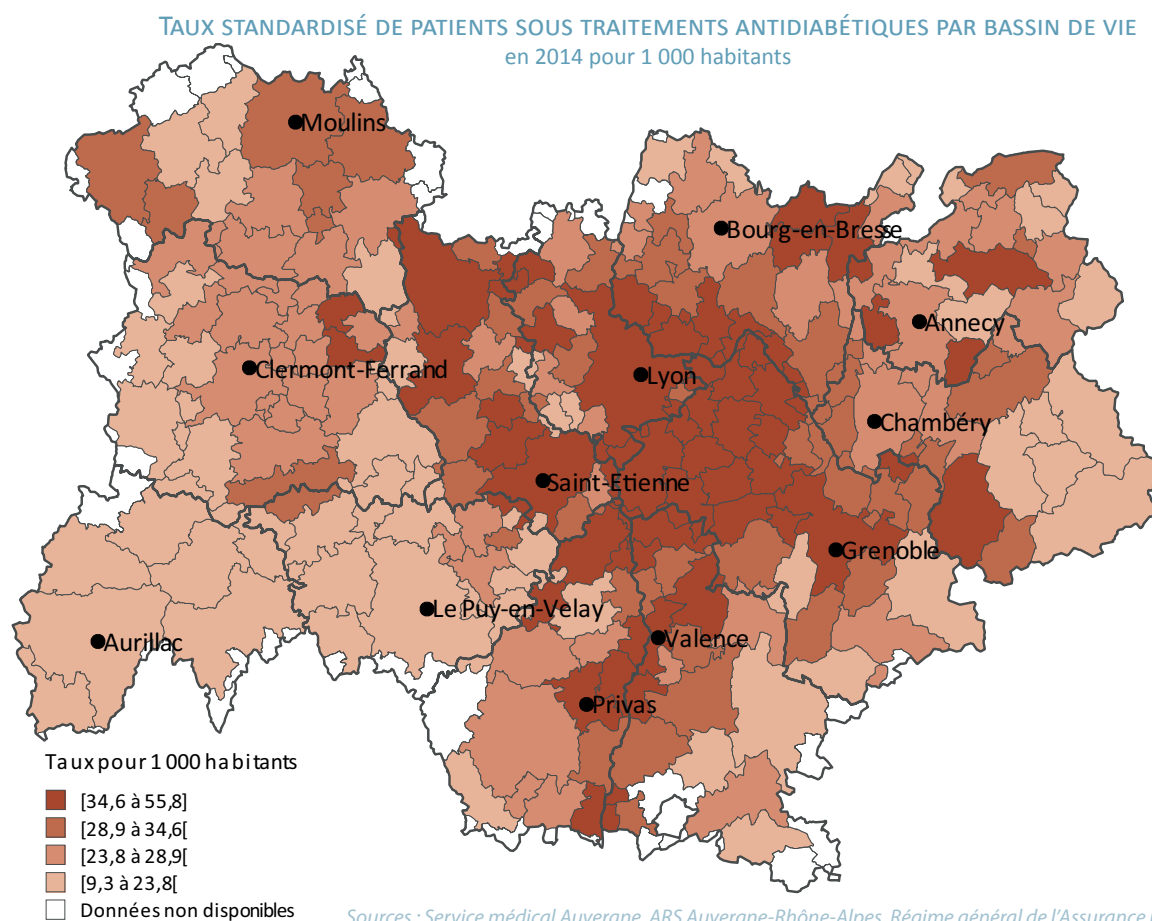 TAUX STANDARDISÉ DE PATIENTS SOUS TRAITEMENTS ANTIDIABÉTIQUES PAR BASSIN DE VIE
en 2014 pour 1 000 habitants
Moulins
Bourg-en-Bresse
Annecy
Clermont-Ferrand
Lyon
Chambéry
Saint-Etienne
Grenoble
Le Puy-en-Velay
Valence
Aurillac
Privas
Taux pour 1 000 habitants
[34,6 à 55,8[
[28,9 à 34,6[
[23,8 à 28,9[
[9,3 à 23,8[
Données non disponibles
Sources : Service médical Auvergne, ARS Auvergne-Rhône-Alpes, Régime général de l'Assurance